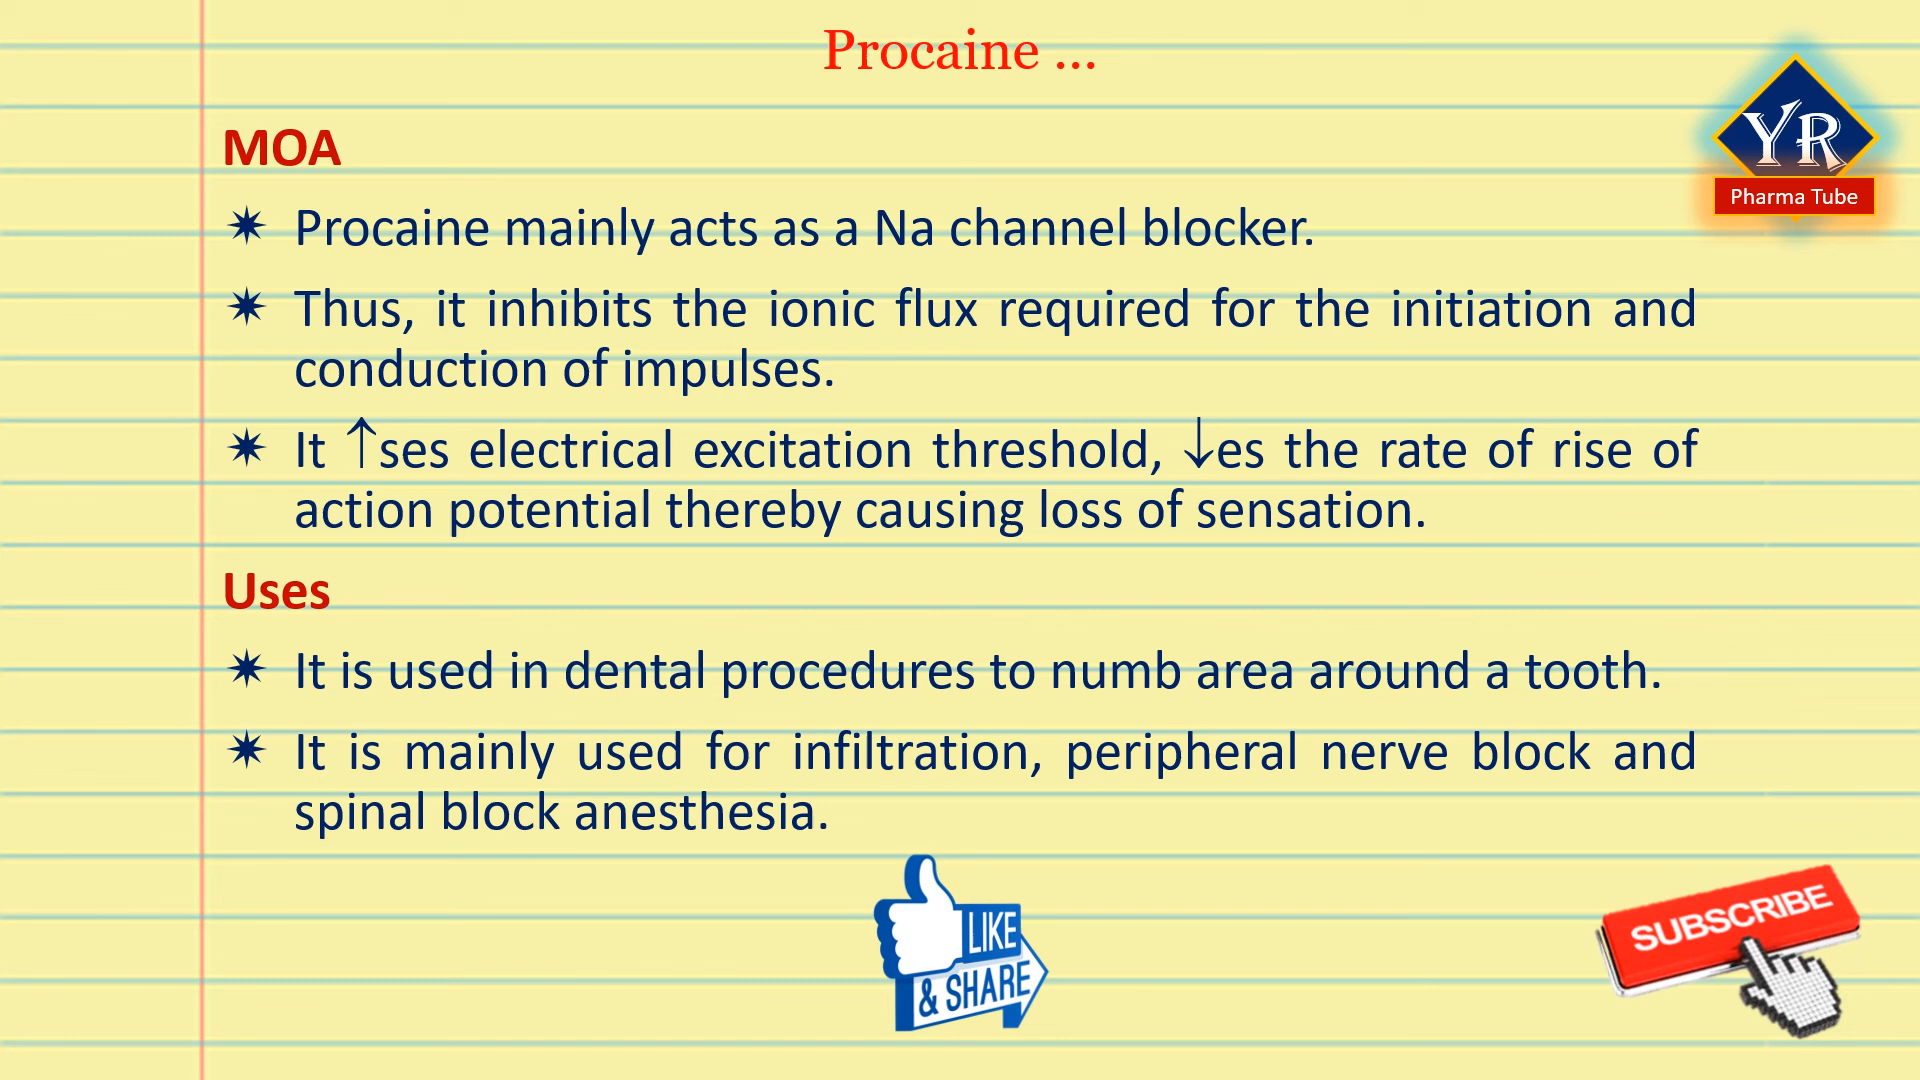 Procaine ...
YR
Pharma Tube
MOA
✷ Procaine mainly acts as a Na channel blocker.
✷ Thus, it inhibits the ionic flux required for the initiation and
conduction of impulses.
✷ It ↑ses electrical excitation threshold, ↓es the rate of rise of
action potential thereby causing loss of sensation.
Uses
✷ It is used in dental procedures to numb area around a tooth.
✷ It is mainly used for infiltration, peripheral nerve block and
spinal block anesthesia.
LIKE
& SHARE
SUBSCRIBE